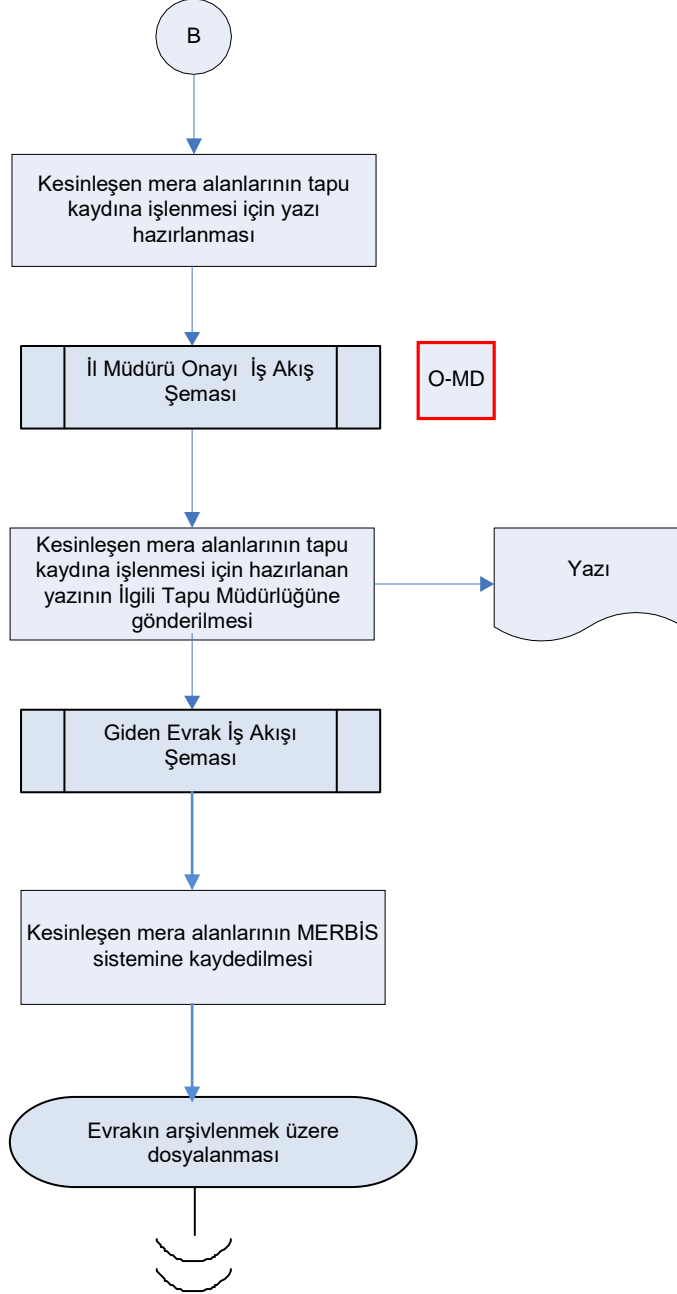 B
Kesinleşen mera alanlarının tapu
kaydına işlenmesi için yazı
hazırlanması
İl Müdürü Onayı İş Akış
Şeması
O-MD
Kesinleşen mera alanlarının tapu
kaydına işlenmesi için hazırlanan
yazının İlgili Tapu Müdürlüğüne
gönderilmesi
Yazı
Giden Evrak İş Akışı
Şeması
Kesinleşen mera alanlarının MERBİS
sistemine kaydedilmesi
Evrakın arşivlenmek üzere
dosyalanması